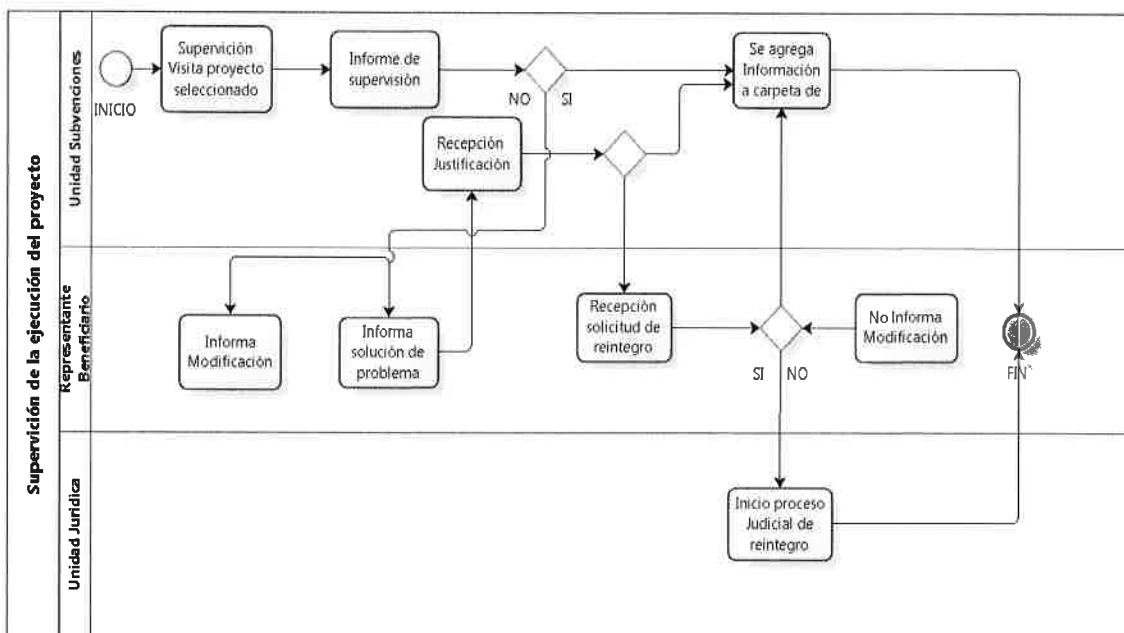 Supervición de la ejecución del proyecto
Unidad Subvenciones
INICIO
Supervición
Visita proyecto
seleccionado
Informe de
supervisión
NO
SI
Se agrega
Información
a carpeta de
Recepción
Justificación
Representante
Beneficiario
Informa
Modificación
Informa
solución de
problema
Recepción
solicitud de
reintegro
No Informa
Modificación
SI
NO
FIN
Unidad Juridica
Inicio proceso
Judicial de
reintegro